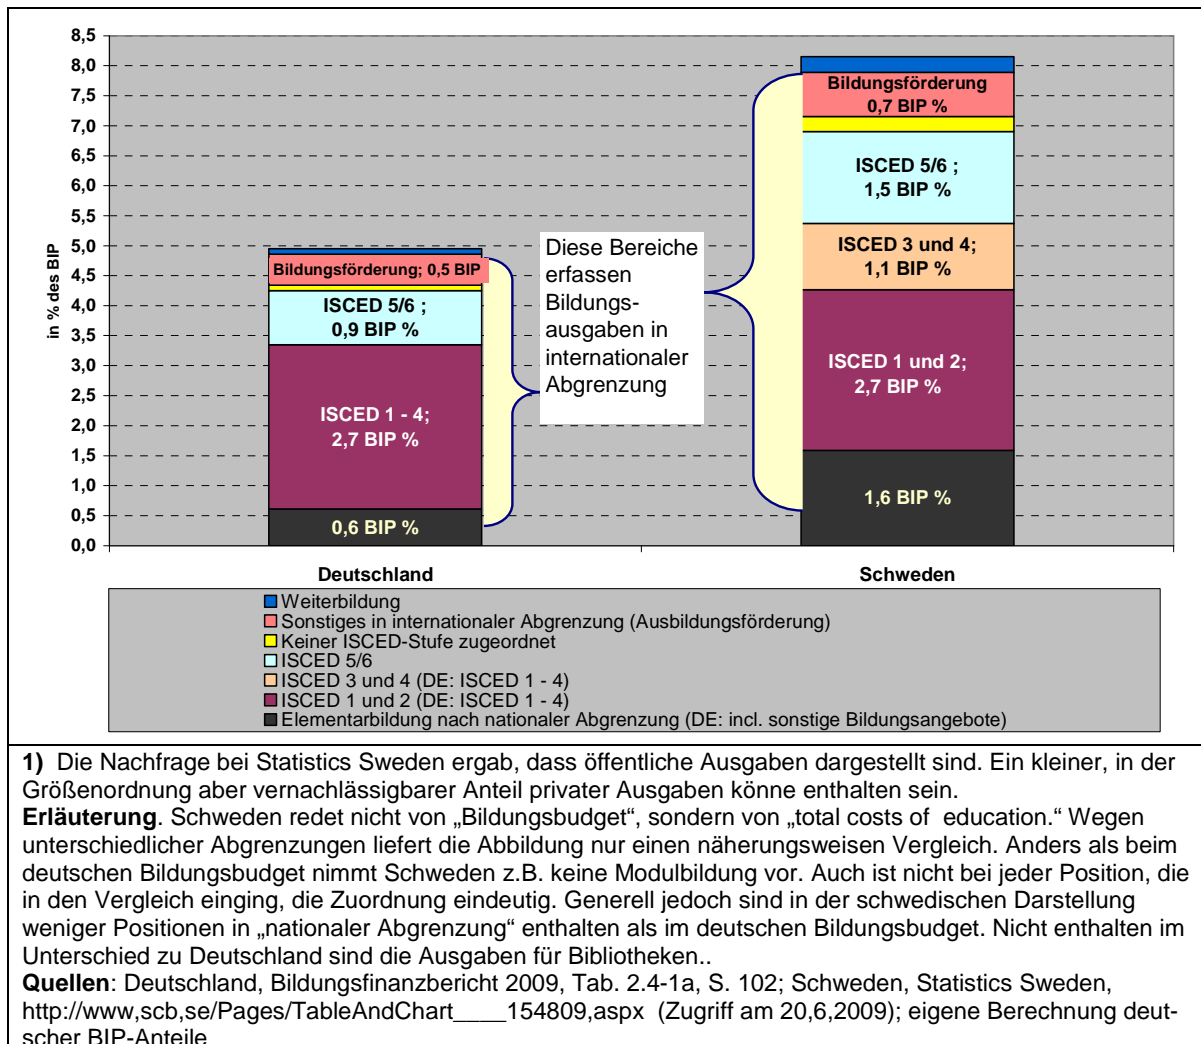 8,5
8,0
7,5
7,0
6,5
6,0
5,5
5,0
4,5
4,0
3,5
3,0
2,5
2,0
1,5
1,0
0,5
0,0
in % des BIP
Bildungsförderung; 0,5 BIP
ISCED 5/6 ;
0,9 BIP %
ISCED 1 - 4;
2,7 BIP %
0,6 BIP %
Diese Bereiche
erfassen
Bildungs-
ausgaben in
internationaler
Abgrenzung
Bildungsförderung
0,7 BIP %
ISCED 5/6 ;
1,5 BIP %
ISCED 3 und 4;
1,1 BIP %
ISCED 1 und 2;
2,7 BIP %
1,6 BIP %
Deutschland
Schweden
Weiterbildung
Sonstiges in internationaler Abgrenzung (Ausbildungsförderung)
Keiner ISCED-Stufe zugeordnet
ISCED 5/6
ISCED 3 und 4 (DE: ISCED 1 - 4)
ISCED 1 und 2 (DE: ISCED 1 - 4)
Elementarbildung nach nationaler Abgrenzung (DE: incl. sonstige Bildungsangebote)
1) Die Nachfrage bei Statistics Sweden ergab, dass öffentliche Ausgaben dargestellt sind. Ein kleiner, in der
Größenordnung aber vernachlässigbarer Anteil privater Ausgaben könne enthalten sein.
Erläuterung. Schweden redet nicht von „Bildungsbudget“, sondern von „total costs of education.“ Wegen
unterschiedlicher Abgrenzungen liefert die Abbildung nur einen näherungsweisen Vergleich. Anders als beim
deutschen Bildungsbudget nimmt Schweden z.B. keine Modulbildung vor. Auch ist nicht bei jeder Position, die
in den Vergleich einging, die Zuordnung eindeutig. Generell jedoch sind in der schwedischen Darstellung
weniger Positionen in „nationaler Abgrenzung“ enthalten als im deutschen Bildungsbudget. Nicht enthalten im
Unterschied zu Deutschland sind die Ausgaben für Bibliotheken..
Quellen: Deutschland, Bildungsfinanzbericht 2009, Tab. 2.4-1a, S. 102; Schweden, Statistics Sweden,
http://www,scb,se/Pages/TableAndChart____154809,aspx (Zugriff am 20,6,2009); eigene Berechnung deut-
scher BIP-Anteile